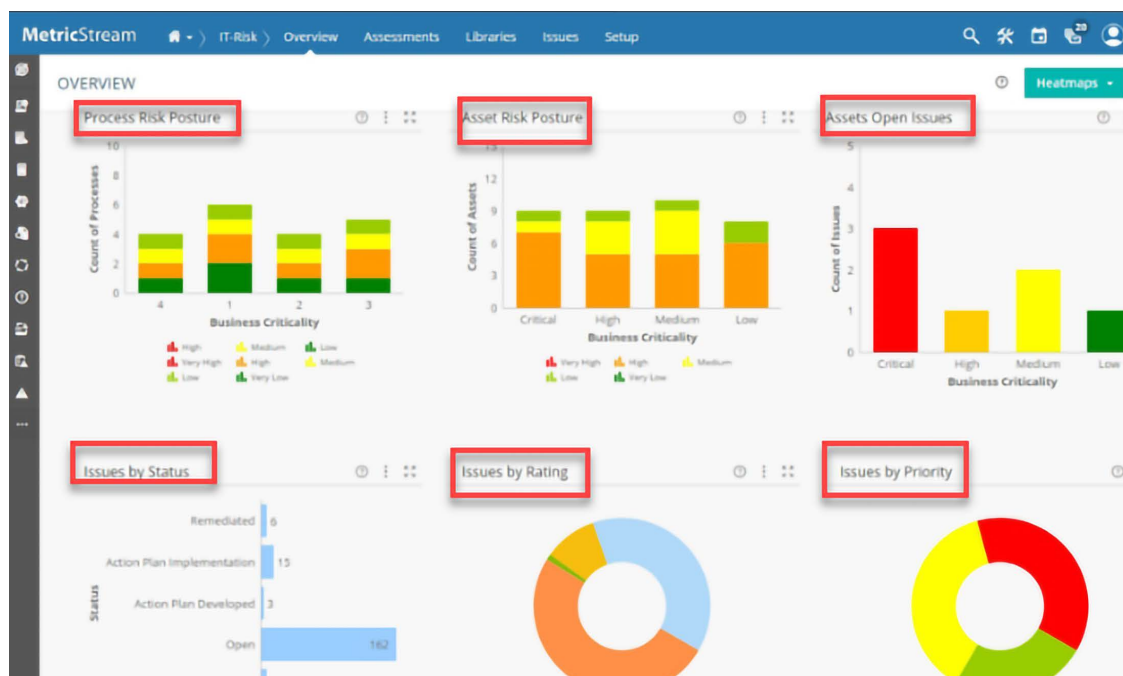 MetricStream
IT-Risk
Overview
Assessments
Libraries
Issues
Setup
20
OVERVIEW
Heatmaps
Process Risk Posture
Asset Risk Posture
Assets Open Issues
10
8
6
4
2
0
Count of Processes
4
1
2
3
Business Criticality
High
Medium
Low
Very High
High
Medium
Low
Very Low
15
12
9
6
3
0
Count of Assets
Critical
High
Medium
Low
Business Criticality
Very High
High
Medium
Low
Very Low
5
4
3
2
1
0
Count of Issues
Critical
High
Medium
Low
Business Criticality
Issues by Status
Issues by Rating
Issues by Priority
Status
Remediated
6
Action Plan Implementation
15
Action Plan Developed
3
Open
162